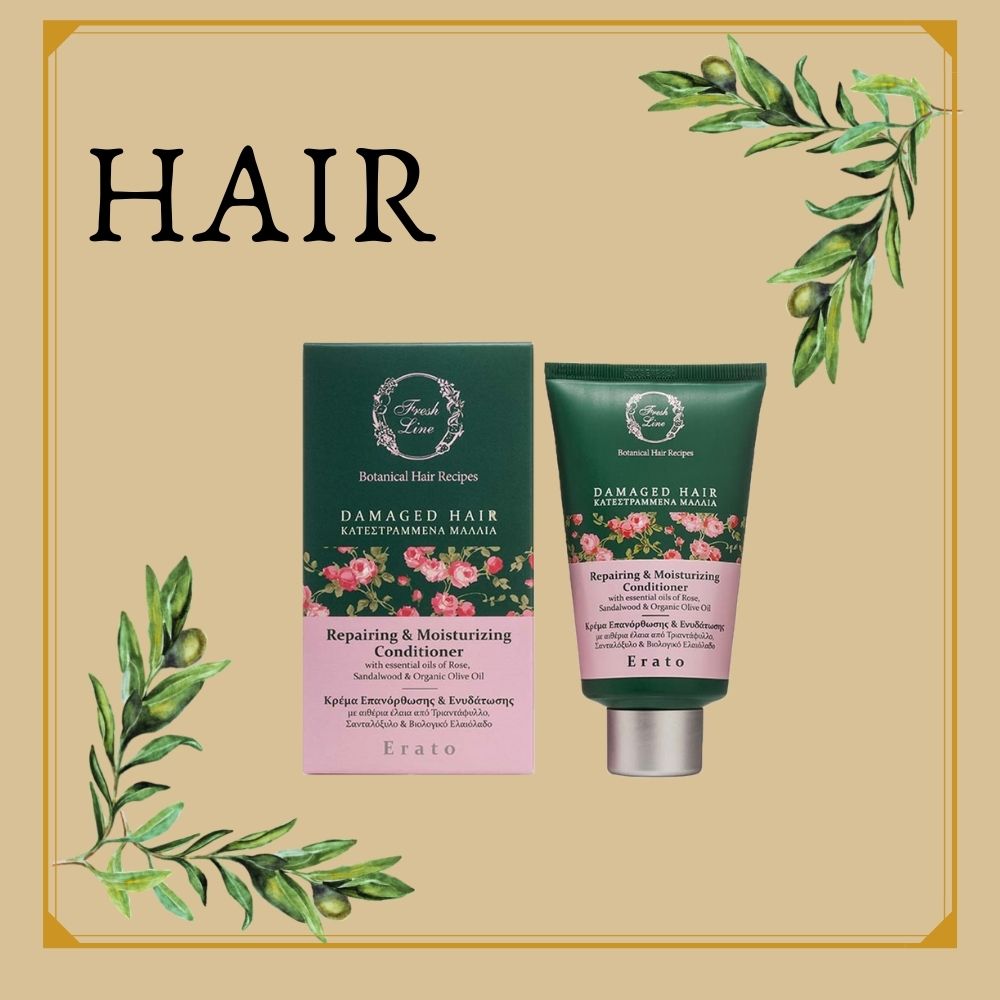 HAIR
Fresh
Line
Botanical Hair Recipes
DAMAGED HAIR
ΚΑΤΕΣΤΡΑΜΜΕΝΑ ΜΑΛΛΙΑ
Repairing & Moisturizing
Conditioner
with essential oils of Rose,
Sandalwood & Organic Olive Oil
Κρέμα Επανόρθωσης & Ενυδάτωσης
με αιθέρια έλαια από Τριαντάφυλλο,
Σανταλόξυλο & Βιολογικό Ελαιόλαδο
Erato
Fresh
Line
Botanical Hair Recipes
DAMAGED HAIR
ΚΑΤΕΣΤΡΑΜΜΕΝΑ ΜΑΛΛΙΑ
Repairing & Moisturizing
Conditioner
with essential oils of Rose,
Sandalwood & Organic Olive Oil
Κρέμα Επανόρθωσης & Ενυδάτωσης
με αιθέρια έλαια από Τριαντάφυλλο,
Σανταλόξυλο & Βιολογικό Ελαιόλαδο
Erato